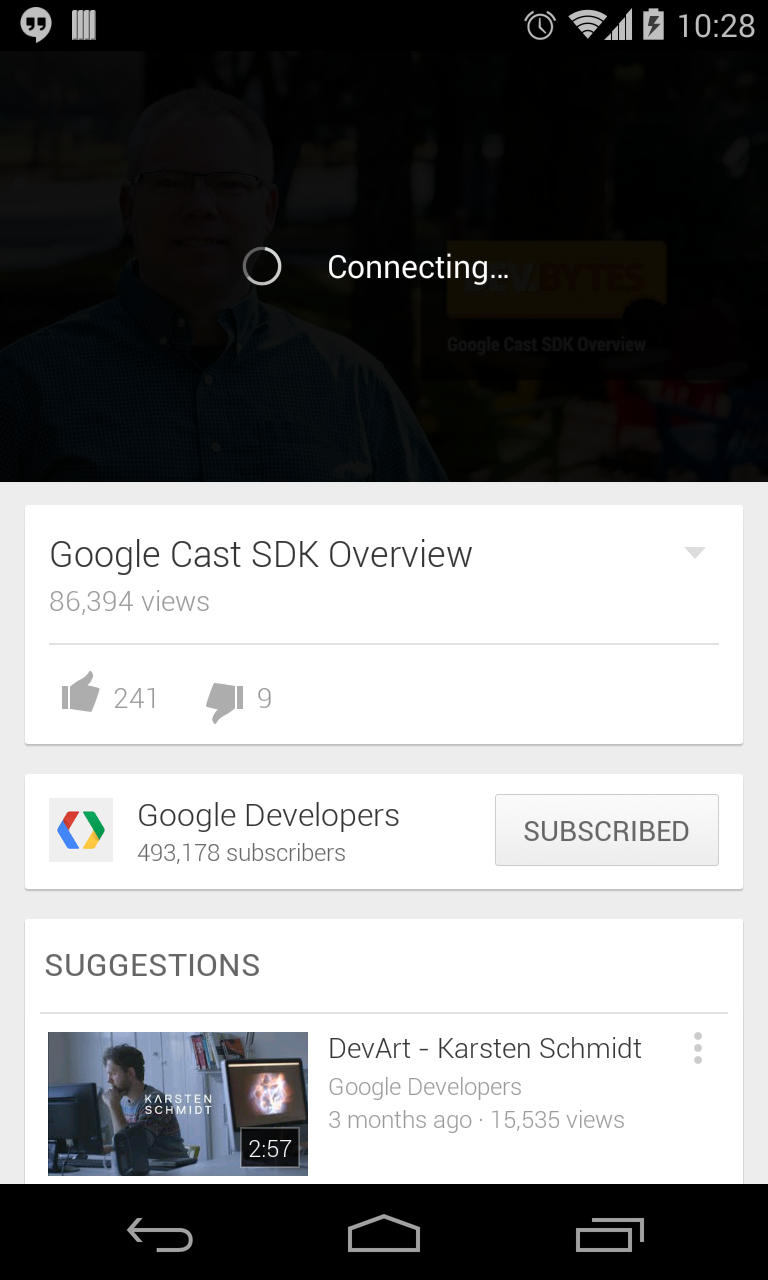 10:28
Connecting...
DEVBYTES
Google Cast SDK Overview
Google Cast SDK Overview
86,394 views
241
9
Google Developers
493,178 subscribers
SUBSCRIBED
SUGGESTIONS
KARSTEN
SCHMIDT
2:57
DevArt - Karsten Schmidt
Google Developers
3 months ago · 15,535 views